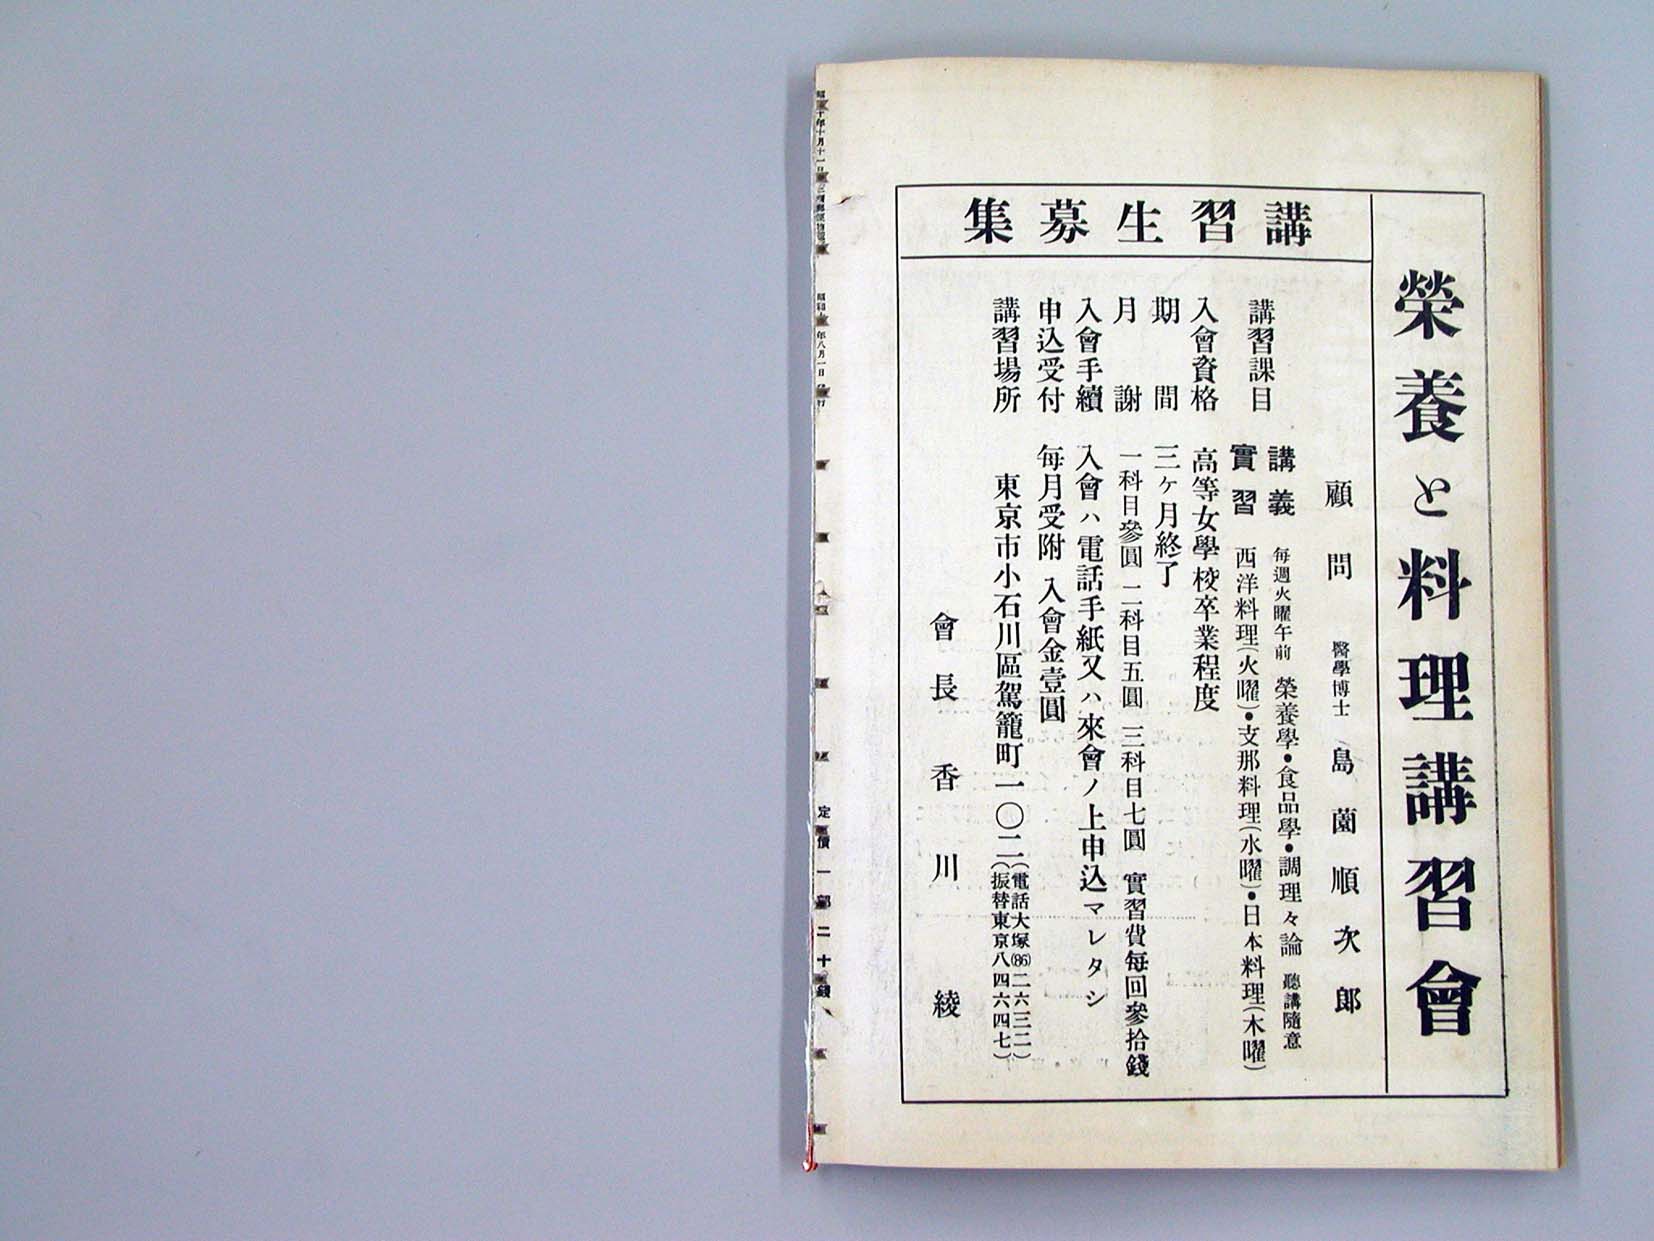 榮養と料理講習會
講習生募集
顧問 醫學博士 島薗順次郎
講習課目
講義 每週火曜午前 榮養學・食品學・調理々論 聽講隨意
實習 西洋料理(火曜)・支那料理(水曜)・日本料理(木曜)
入會資格 高等女學校卒業程度
期間 三ヶ月終了
月謝 一科目參圓 二科目五圓 三科目七圓 實習費每回參拾錢
入會手續 入會ハ電話手紙又ハ來會ノ上申込マレタシ
申込受付 每月受附 入會金壹圓
講習場所 東京市小石川區駕籠町一〇二
(電話大塚(86)二六三二)
(振替東京八四六四七)
會長 香川綾
年八月一日
定價一部二十錢